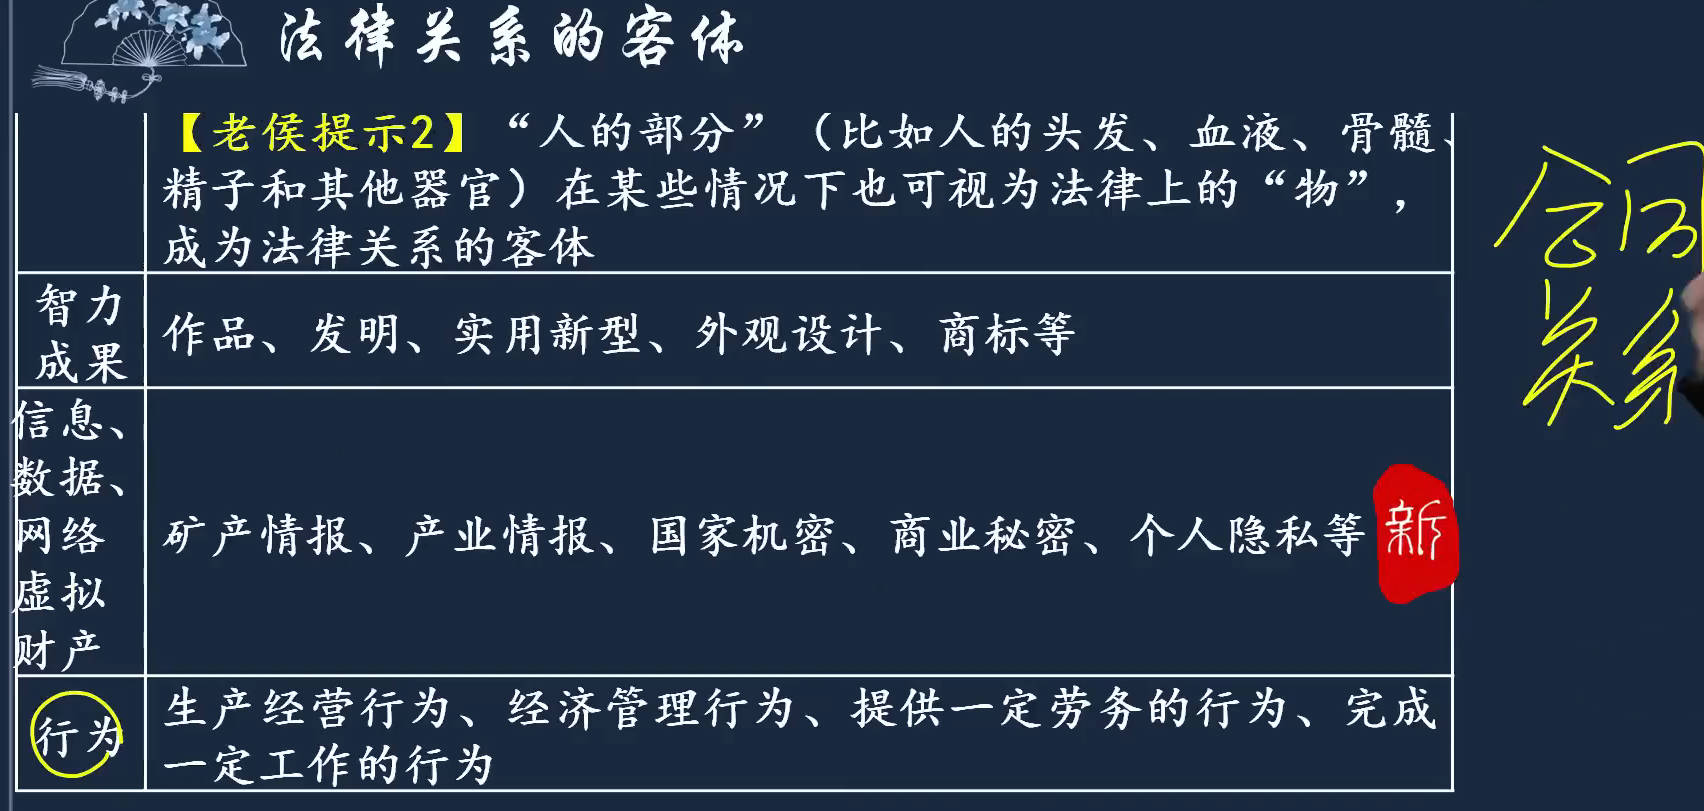 法律关系的客体
【老侯提示2】“人的部分”（比如人的头发、血液、骨髓、
精子和其他器官）在某些情况下也可视为法律上的“物”，
成为法律关系的客体
智力
成果
作品、发明、实用新型、外观设计、商标等
信息、
数据、
网络
虚拟
财产
矿产情报、产业情报、国家机密、商业秘密、个人隐私等
新
行为
生产经营行为、经济管理行为、提供一定劳务的行为、完成
一定工作的行为
合同
关系